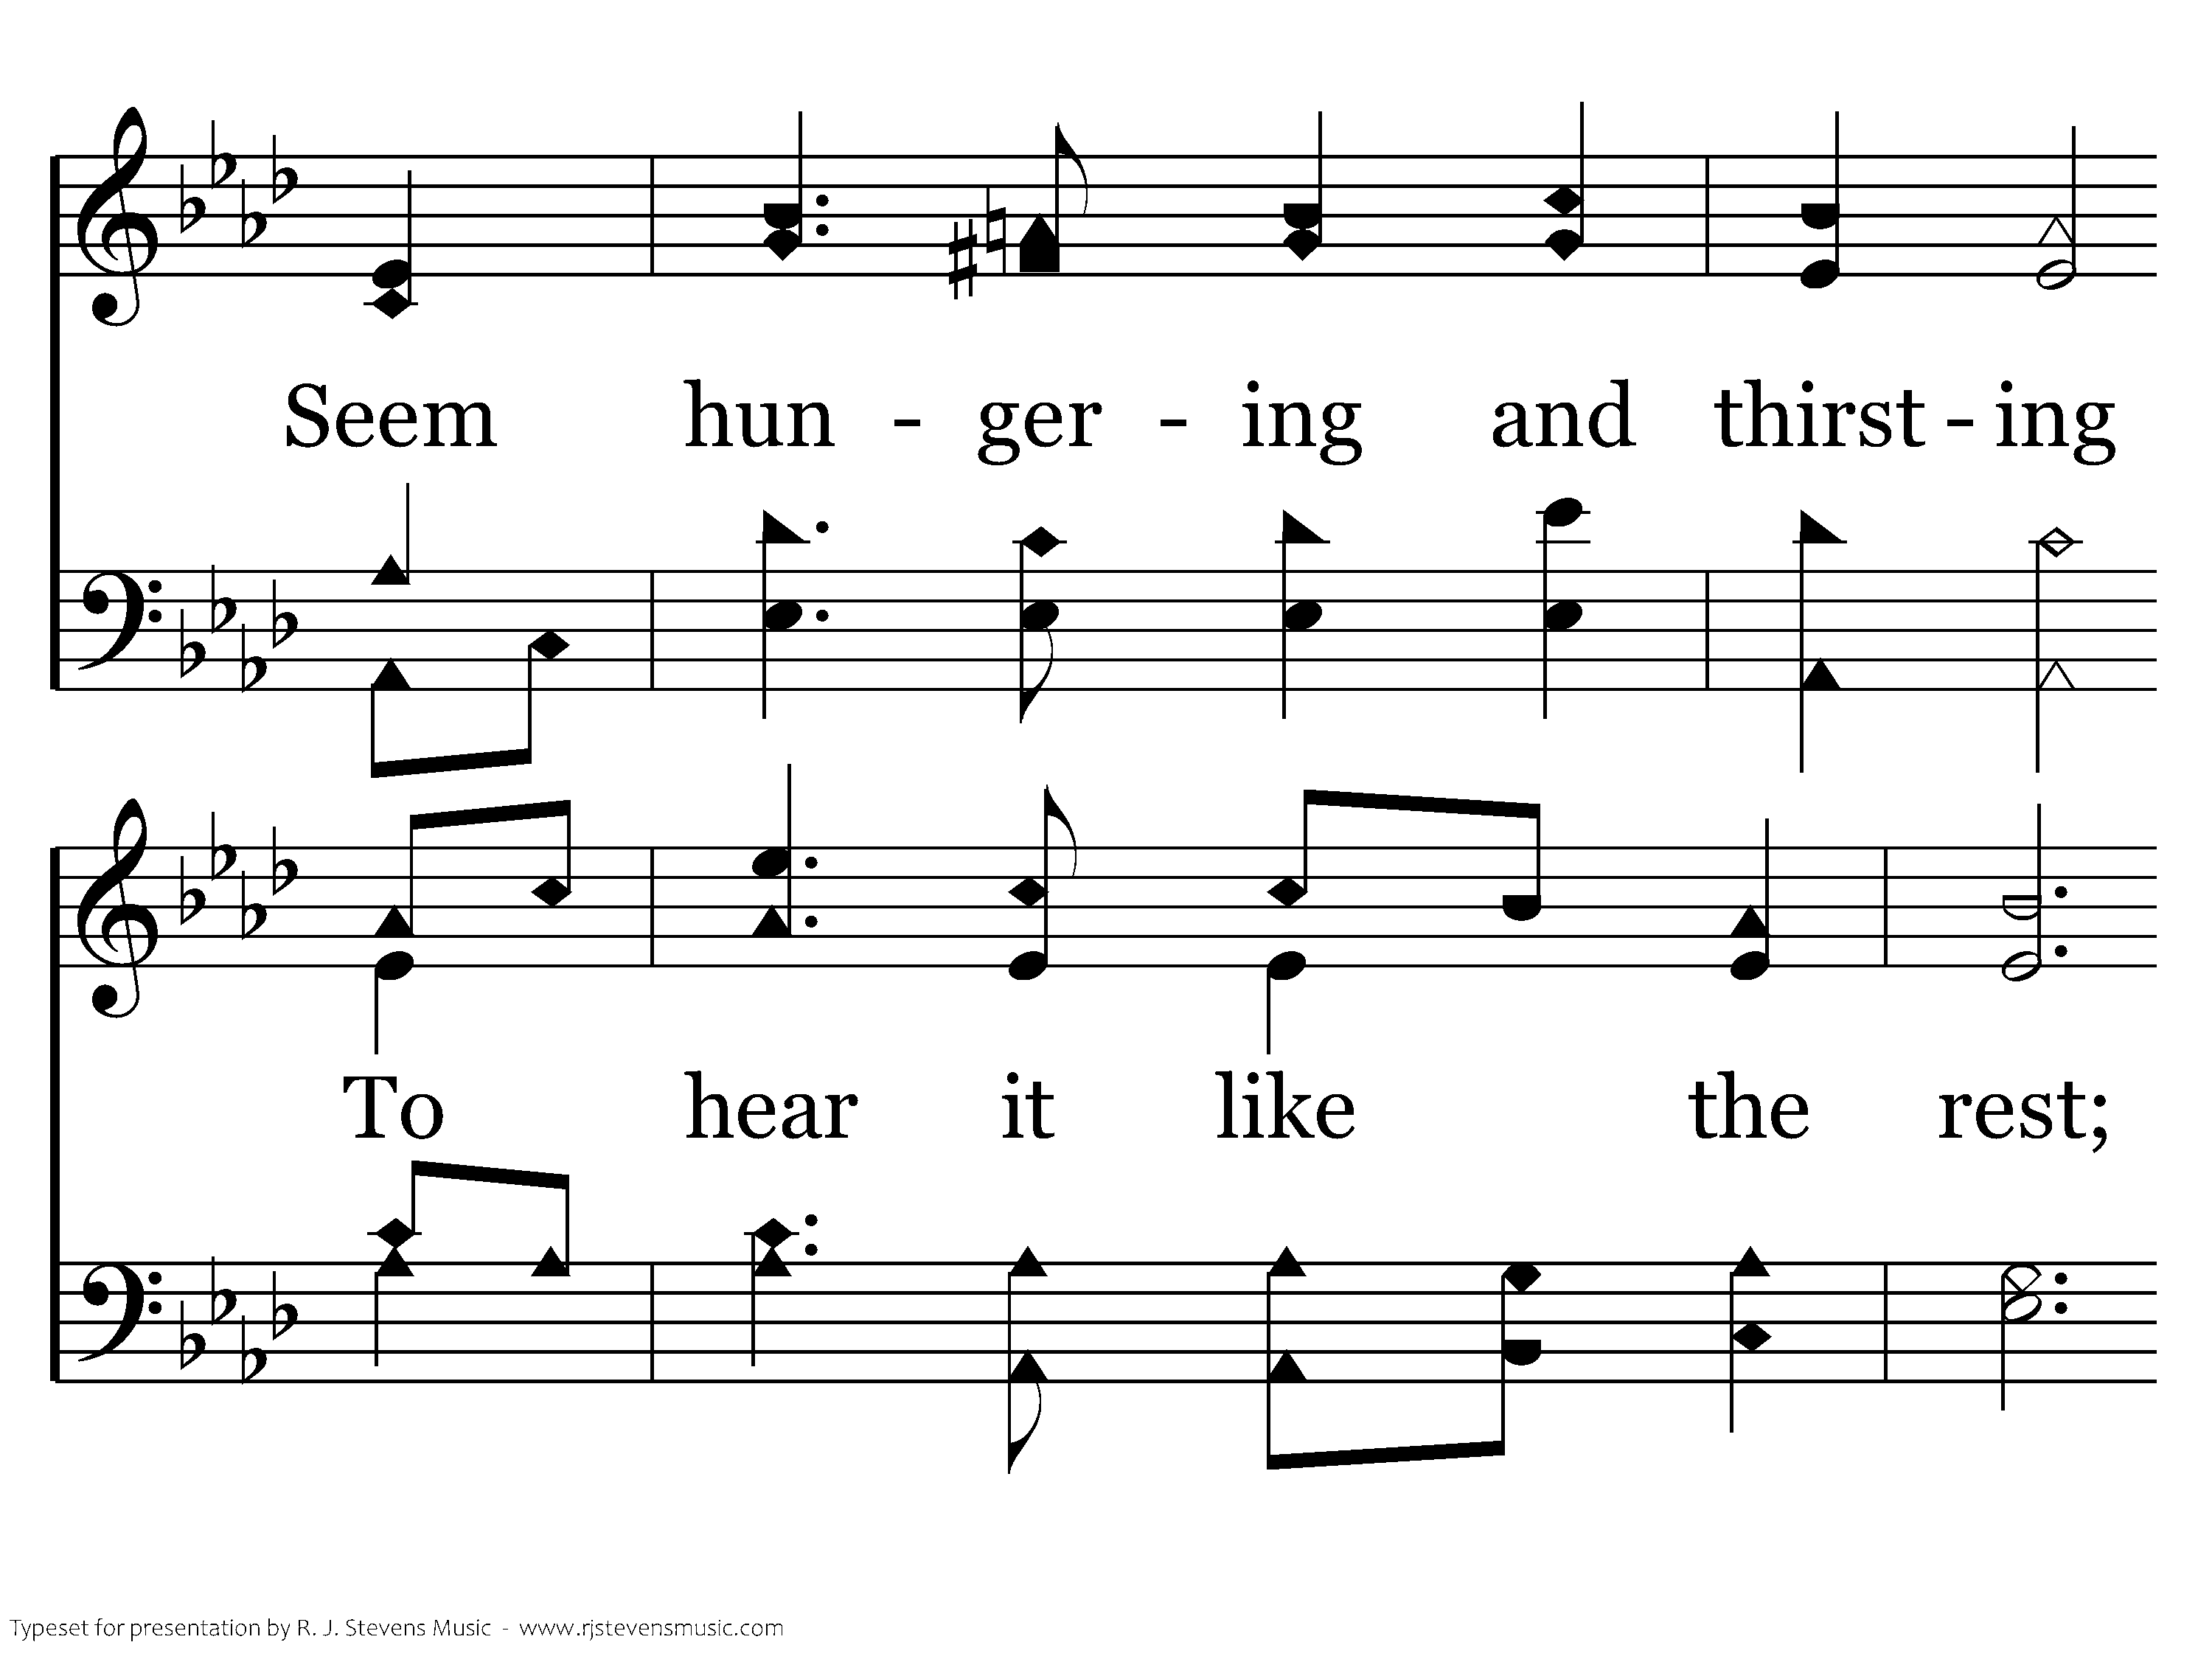 Seem hun - ger - ing and thirst - ing
To hear it like the rest;
Typeset for presentation by R. J. Stevens Music - www.rjstevensmusic.com